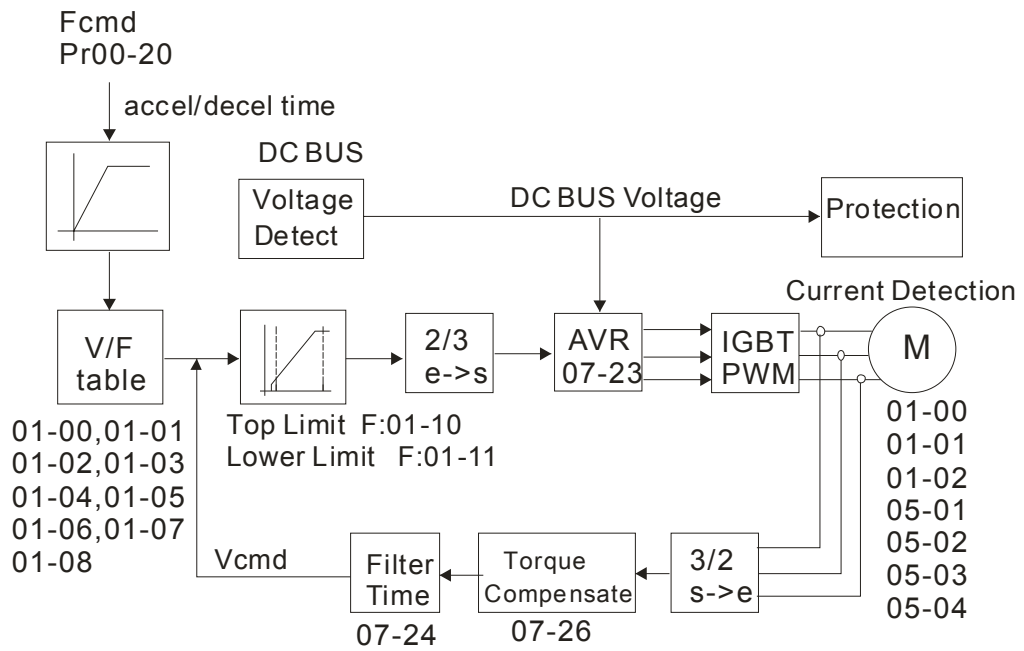 Fcmd
Pr00-20
accel/decel time
DC BUS
Voltage
Detect
DC BUS Voltage
Protection
Current Detection
V/F
table
2/3
e->s
AVR
07-23
IGBT
PWM
M
01-00,01-01
01-02,01-03
01-04,01-05
01-06,01-07
01-08
Top Limit F:01-10
Lower Limit F:01-11
01-00
01-01
01-02
05-01
05-02
05-03
05-04
Vcmd
Filter
Time
07-24
Torque
Compensate
07-26
3/2
s->e